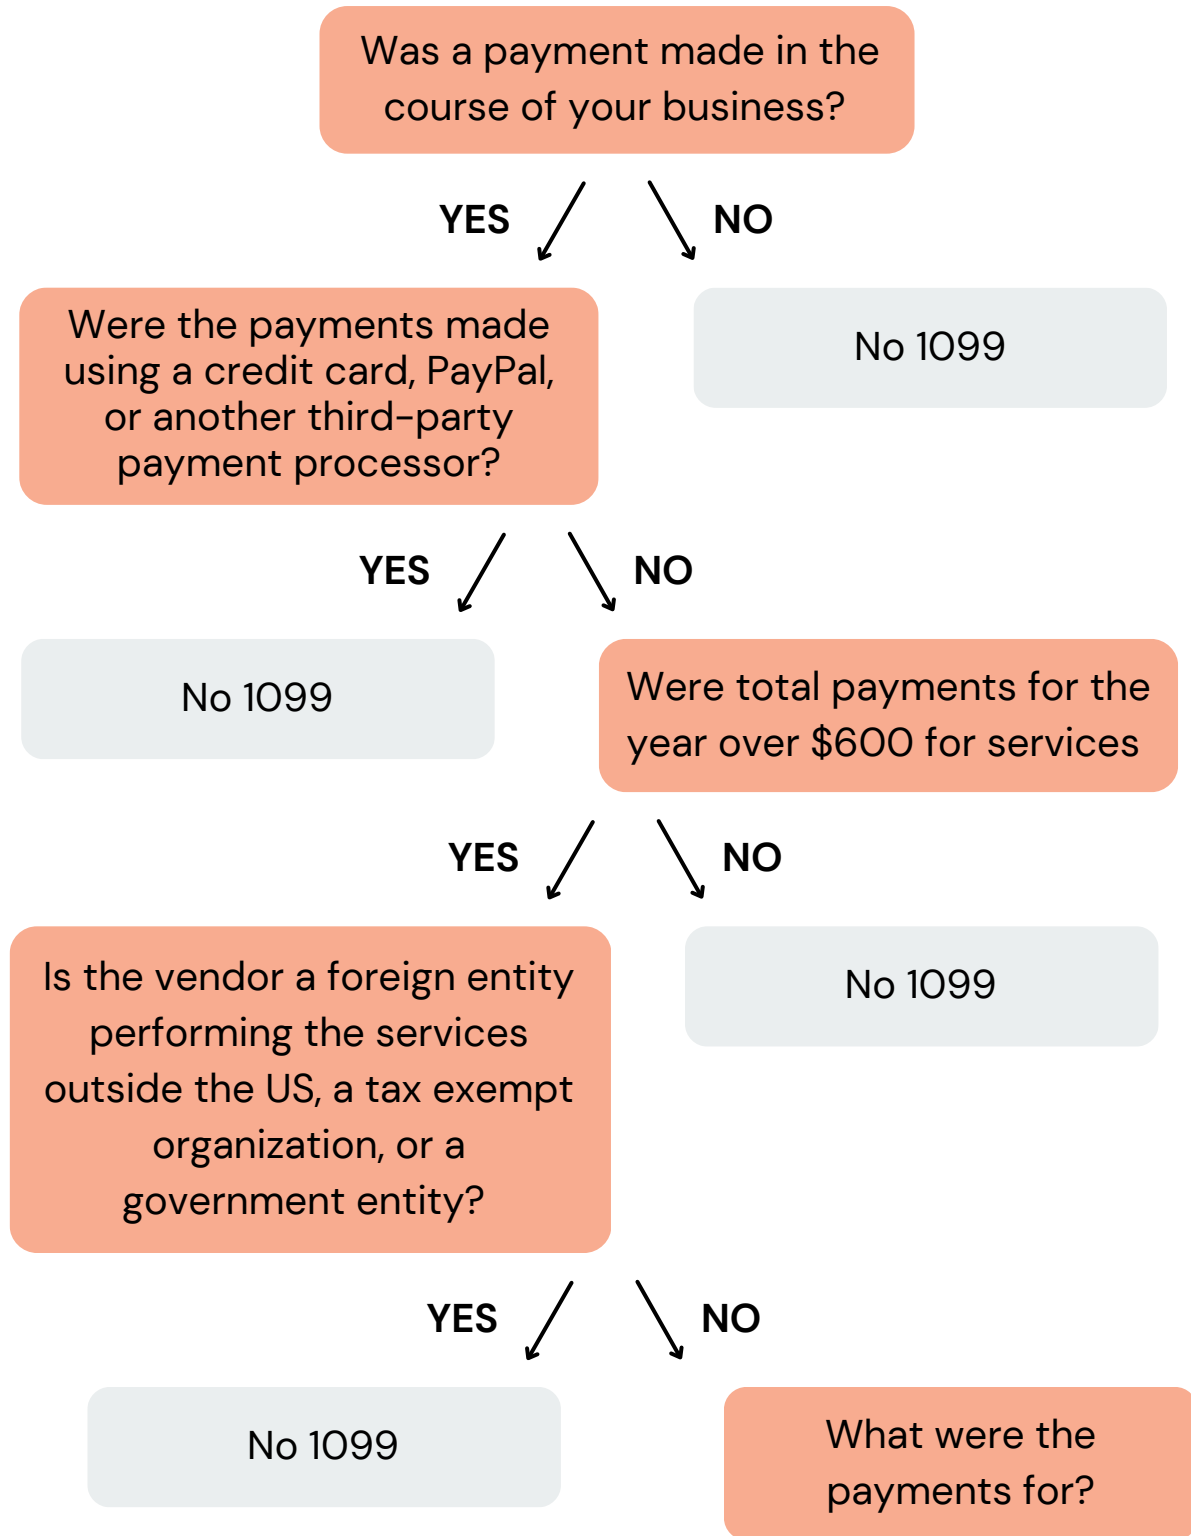 Was a payment made in the
course of your business?
YES
NO
Were the payments made
using a credit card, PayPal,
or another third-party
payment processor?
No 1099
YES
NO
No 1099
Were total payments for the
year over $600 for services
YES
NO
Is the vendor a foreign entity
performing the services
outside the US, a tax exempt
organization, or a
government entity?
No 1099
YES
NO
No 1099
What were the
payments for?